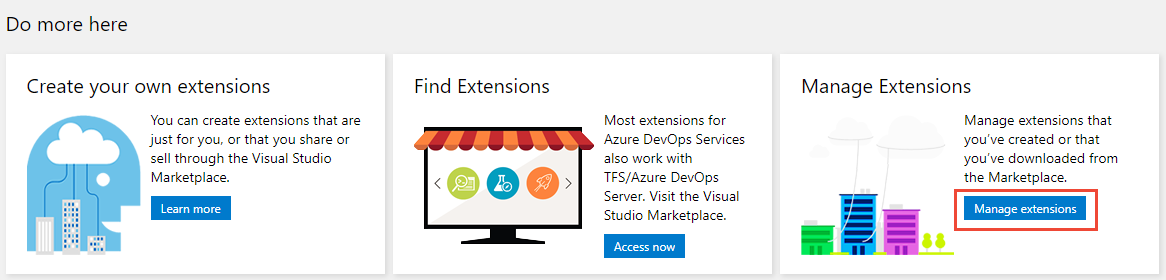 Do more here
Create your own extensions
You can create extensions that are
just for you, or that you share or
sell through the Visual Studio
Marketplace.
Learn more
Find Extensions
Most extensions for
Azure DevOps Services
also work with
TFS/Azure DevOps
Server. Visit the Visual
Studio Marketplace.
Access now
Manage Extensions
Manage extensions that
you've created or that
you've downloaded from
the Marketplace.
Manage extensions